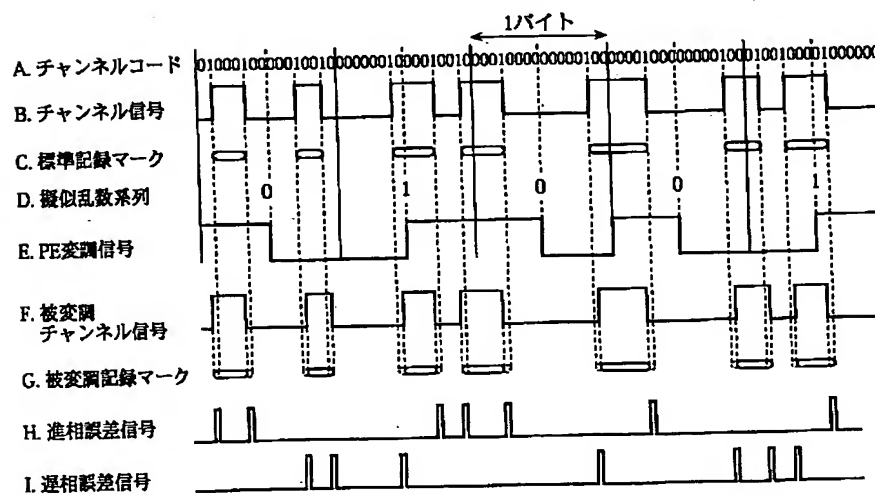 1バイト
A. チャンネルコード
B. チャンネル信号
C. 標準記録マーク
D. 擬似乱数系列 0 1 0 0 1
E. PE変調信号
F. 被変調
チャンネル信号
G. 被変調記録マーク
H. 進相誤差信号
I. 遅相誤差信号